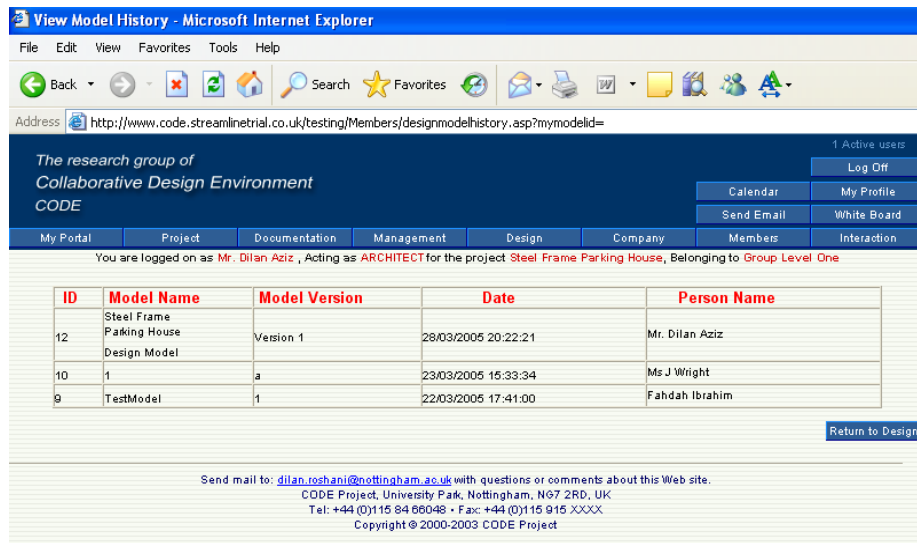 View Model History - Microsoft Internet Explorer
File Edit View Favorites Tools Help
Back Search Favorites
Address http://www.code.streamlinetrial.co.uk/testing/Members/designmodelhistory.asp?mymodelid=
1 Active users
The research group of
Collaborative Design Environment
CODE
Log Off
Calendar My Profile
Send Email White Board
My Portal Project Documentation Management Design Company Members Interaction
You are logged on as Mr. Dilan Aziz , Acting as ARCHITECT for the project Steel Frame Parking House, Belonging to Group Level One
ID Model Name Model Version Date Person Name
12 Steel Frame
Parking House
Design Model Version 1 28/03/2005 20:22:21 Mr. Dilan Aziz
10 1 a 23/03/2005 15:33:34 Ms J Wright
9 TestModel 1 22/03/2005 17:41:00 Fahdah Ibrahim
Return to Design
Send mail to: dilan.roshani@nottingham.ac.uk with questions or comments about this Web site.
CODE Project, University Park, Nottingham, NG7 2RD, UK
Tel: +44 (0)115 84 66048 • Fax: +44 (0)115 915 XXXX
Copyright © 2000-2003 CODE Project